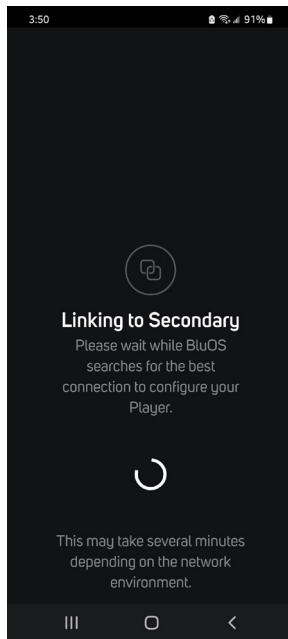 3:50 91%
Linking to Secondary
Please wait while BluOS
searches for the best
connection to configure your
Player.
This may take several minutes
depending on the network
environment.